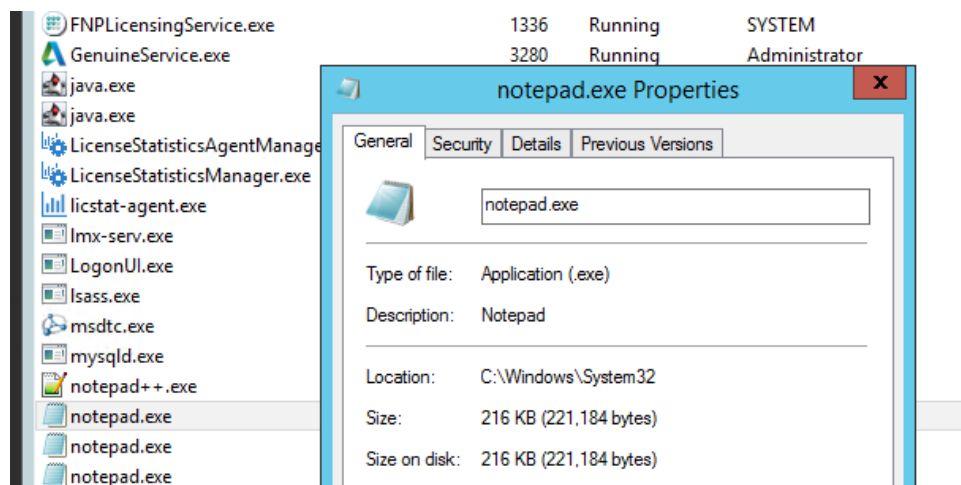 FNPLicensingService.exe 1336 Running SYSTEM
GenuineService.exe 3280 Running Administrator
java.exe
java.exe
LicenseStatisticsAgentManage
LicenseStatisticsManager.exe
licstat-agent.exe
lmx-serv.exe
LogonUI.exe
lsass.exe
msdtc.exe
mysqld.exe
notepad++.exe
notepad.exe
notepad.exe
notepad.exe
notepad.exe Properties
x
General Security Details Previous Versions
notepad.exe
Type of file: Application (.exe)
Description: Notepad
Location: C:\Windows\System32
Size: 216 KB (221,184 bytes)
Size on disk: 216 KB (221,184 bytes)